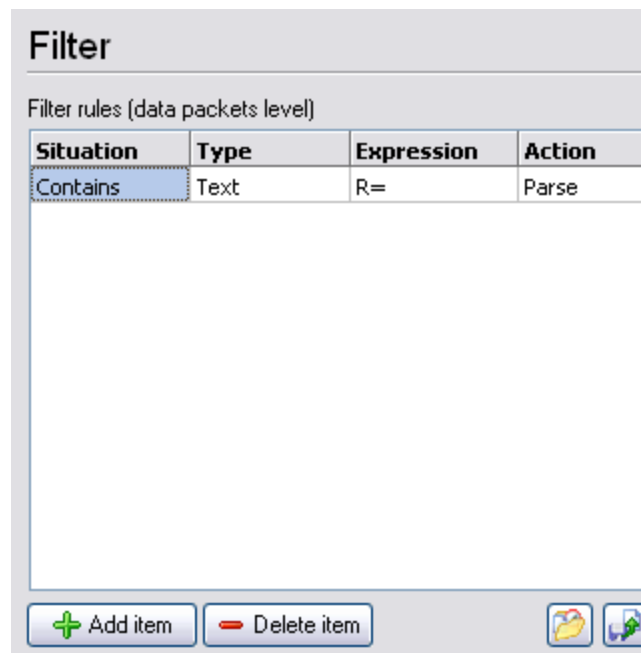 Filter
Filter rules (data packets level)
Situation Type Expression Action
Contains Text R= Parse
Add item Delete item